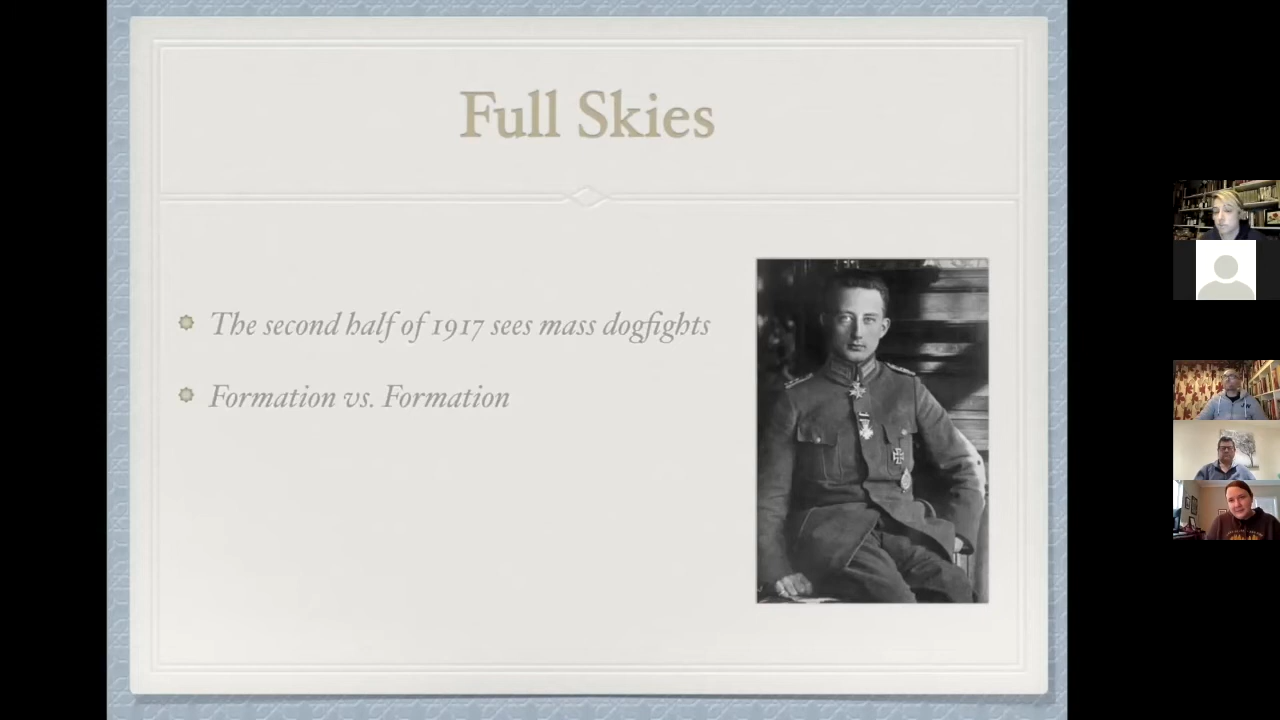 Full Skies
The second half of 1917 sees mass dogfights
Formation vs. Formation